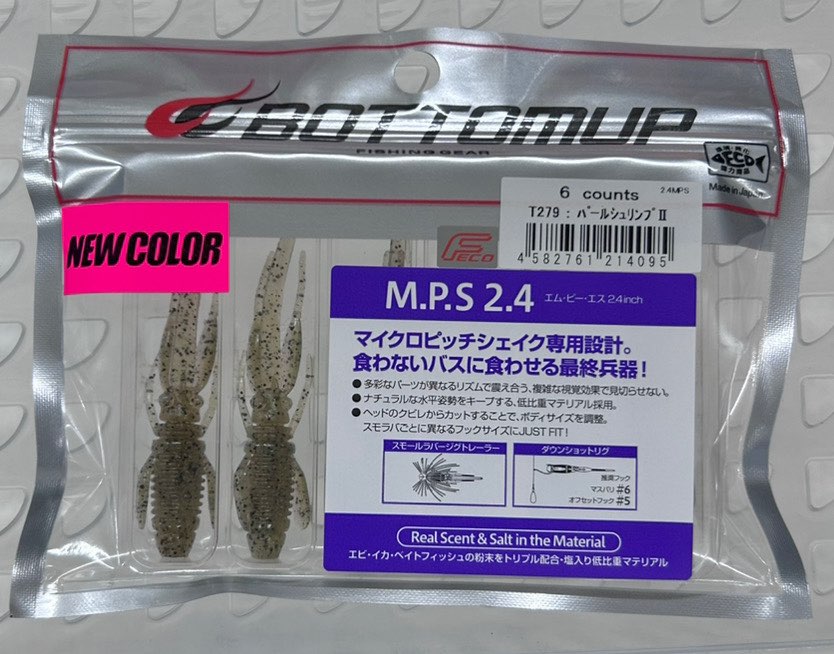 BOTTOMUP
FISHING GEAR
ECO
Made in Japan
6 counts 2.4MPS
T279：パールシュリンプⅡ
4 582761 214095
FECO
NEW COLOR
M.P.S 2.4 エム・ピー・エス 2.4inch
マイクロピッチシェイク専用設計。
食わないバスに食わせる最終兵器！
●多彩なパーツが異なるリズムで震え合う、複雑な視覚効果で見切らせない。
●ナチュラルな水平姿勢をキープする、低比重マテリアル採用。
●ヘッドのクビレからカットすることで、ボディサイズを調整。
スモラバごとに異なるフックサイズにJUST FIT！
スモールラバージグトレーラー
ダウンショットリグ
推奨フック
マスバリ #6
オフセットフック #5
Real Scent & Salt in the Material
エビ・イカ・ベイトフィッシュの粉末をトリプル配合・塩入り低比重マテリアル